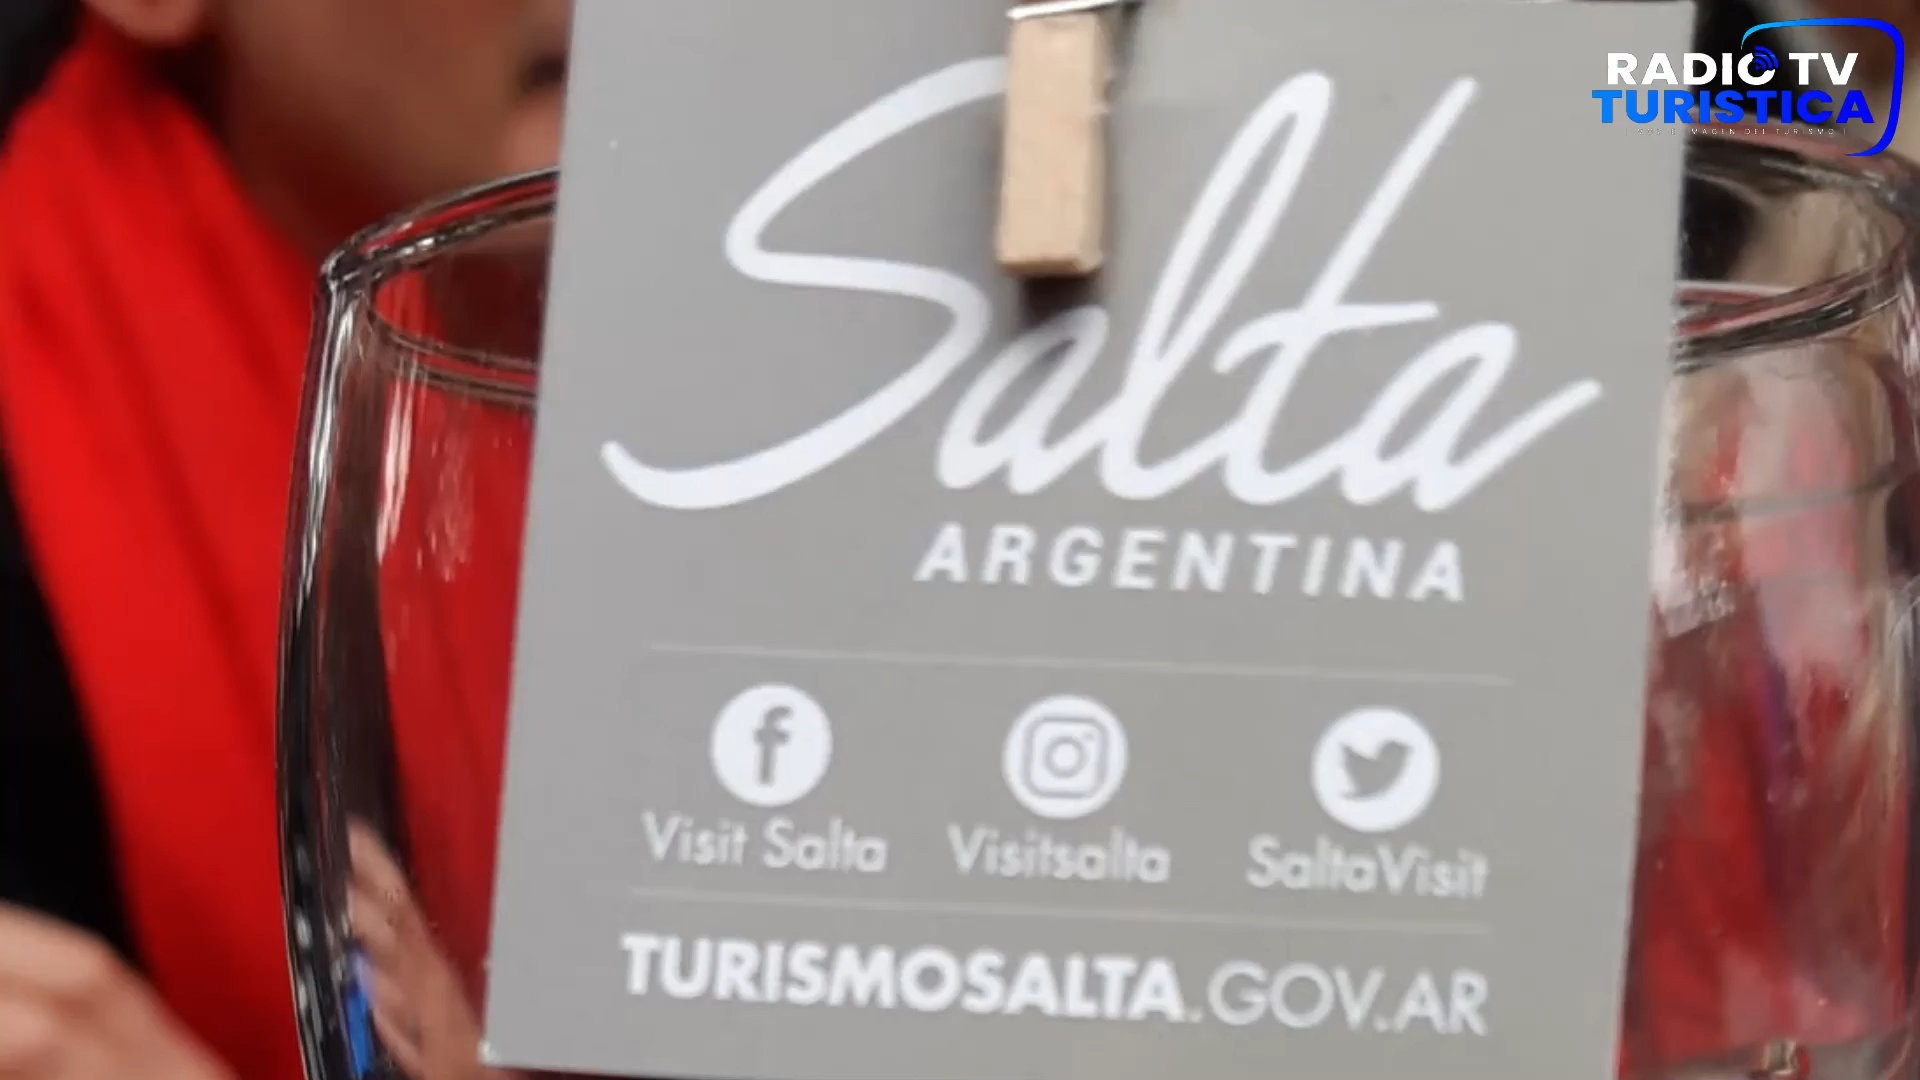 RADIO TV
TURISTICA
Salta
ARGENTINA
Visit Salta
Visitsalta
SaltaVisit
TURISMOSALTA.GOV.AR